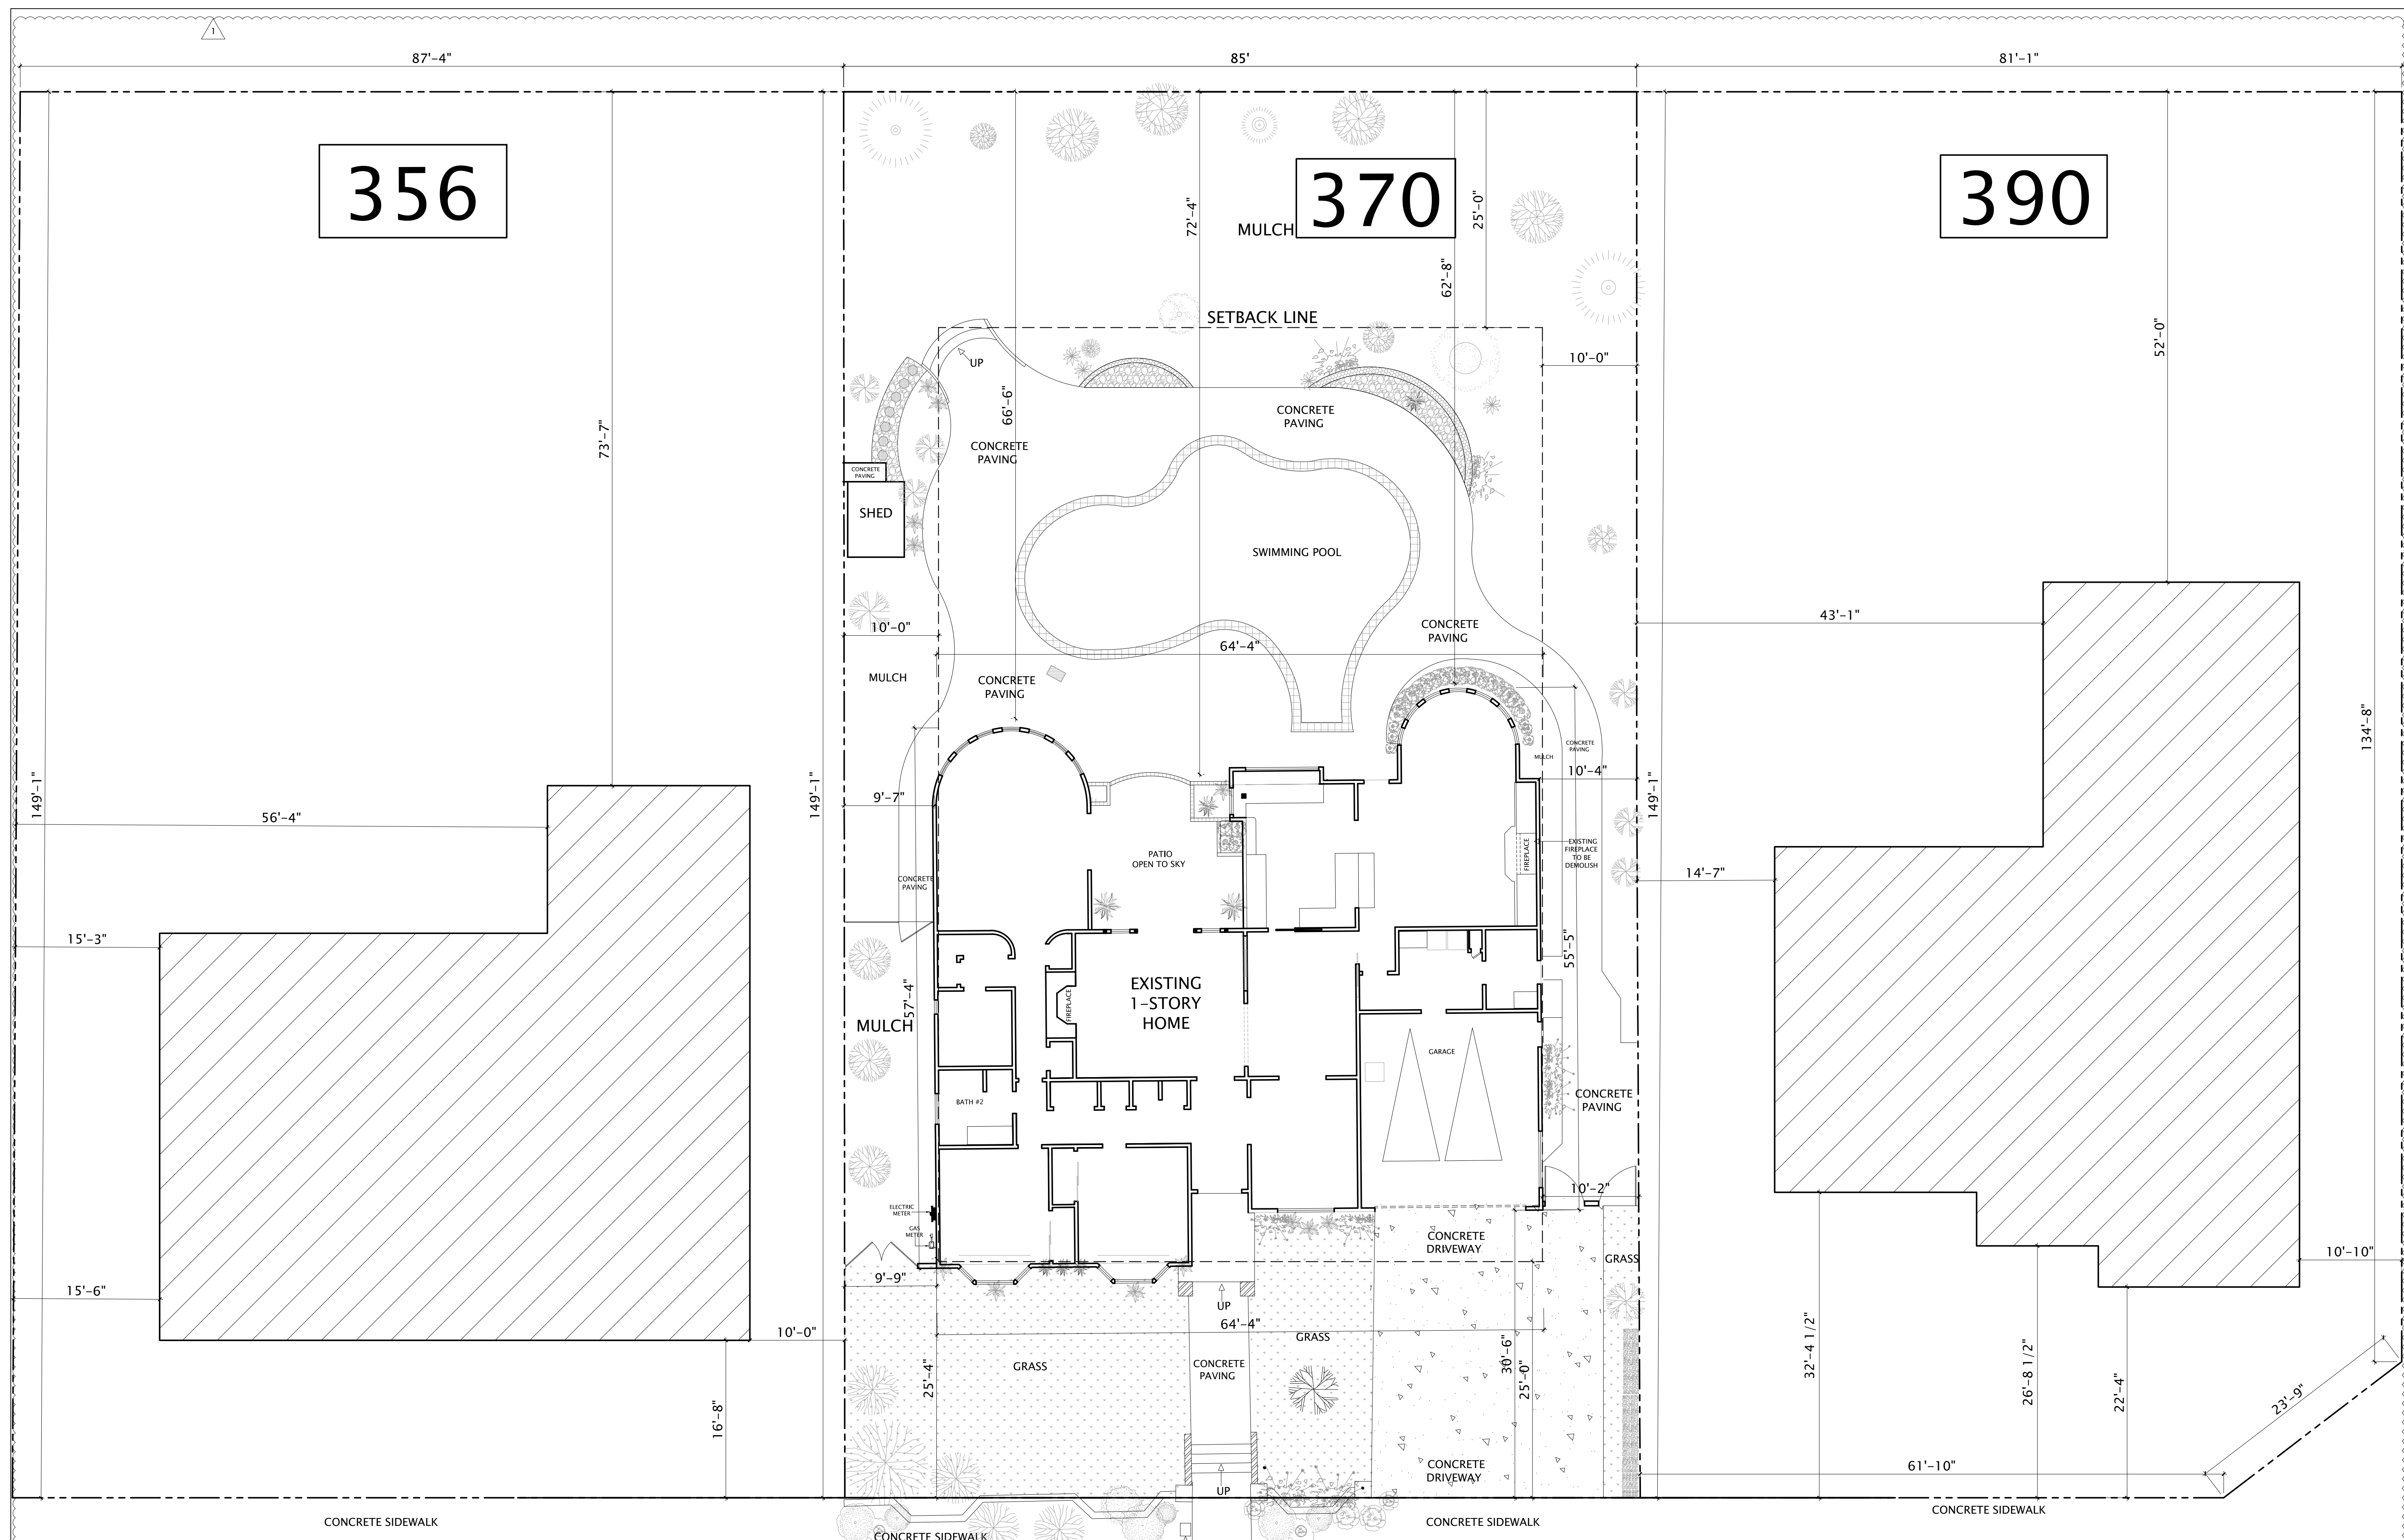 1
87'-4"
85'
81'-1"
356
370
390
72'-4"
25'-0"
MULCH
62'-8"
SETBACK LINE
52'-0"
10'-0"
UP
66'-6"
73'-7"
CONCRETE
PAVING
CONCRETE
PAVING
CONCRETE
PAVING
SHED
SWIMMING POOL
10'-0"
43'-1"
CONCRETE
PAVING
64'-4"
MULCH
CONCRETE
PAVING
134'-8"
CONCRETE
PAVING
MULCH
10'-4"
149'-1"
149'-1"
149'-1"
9'-7"
56'-4"
PATIO
OPEN TO SKY
FIREPLACE
EXISTING
FIREPLACE
TO BE
DEMOLISH
14'-7"
CONCRETE
PAVING
15'-3"
55'-5"
57'-4"
FIREPLACE
EXISTING
1-STORY
HOME
MULCH
GARAGE
BATH #2
CONCRETE
PAVING
10'-2"
ELECTRIC
METER
GAS
METER
CONCRETE
DRIVEWAY
GRASS
10'-10"
9'-9"
15'-6"
UP
64'-4"
10'-0"
GRASS
30'-6"
25'-0"
32'-4 1/2"
26'-8 1/2"
22'-4"
GRASS
CONCRETE
PAVING
25'-4"
23'-9"
16'-8"
CONCRETE
DRIVEWAY
61'-10"
UP
CONCRETE SIDEWALK
CONCRETE SIDEWALK
CONCRETE SIDEWALK
CONCRETE SIDEWALK